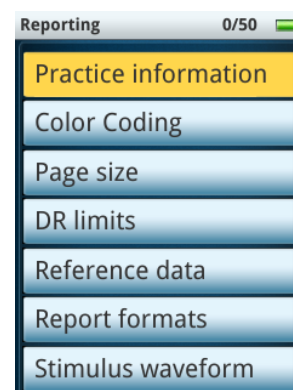 Reporting 0/50
Practice information
Color Coding
Page size
DR limits
Reference data
Report formats
Stimulus waveform